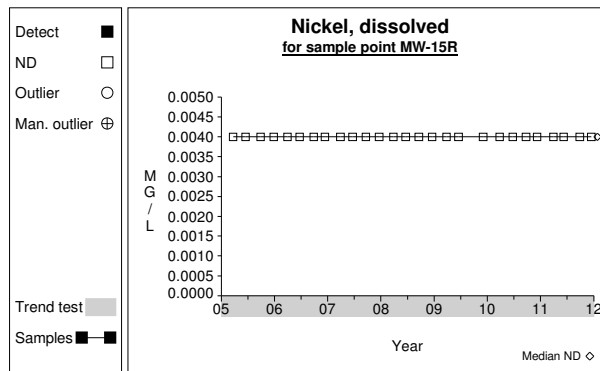 Detect
ND
Outlier
Man. outlier
Trend test
Samples
Nickel, dissolved
for sample point MW-15R
0.0050
0.0045
0.0040
0.0035
0.0030
0.0025
0.0020
0.0015
0.0010
0.0005
0.0000
M
G
/
L
05 06 07 08 09 10 11 12
Year
Median ND